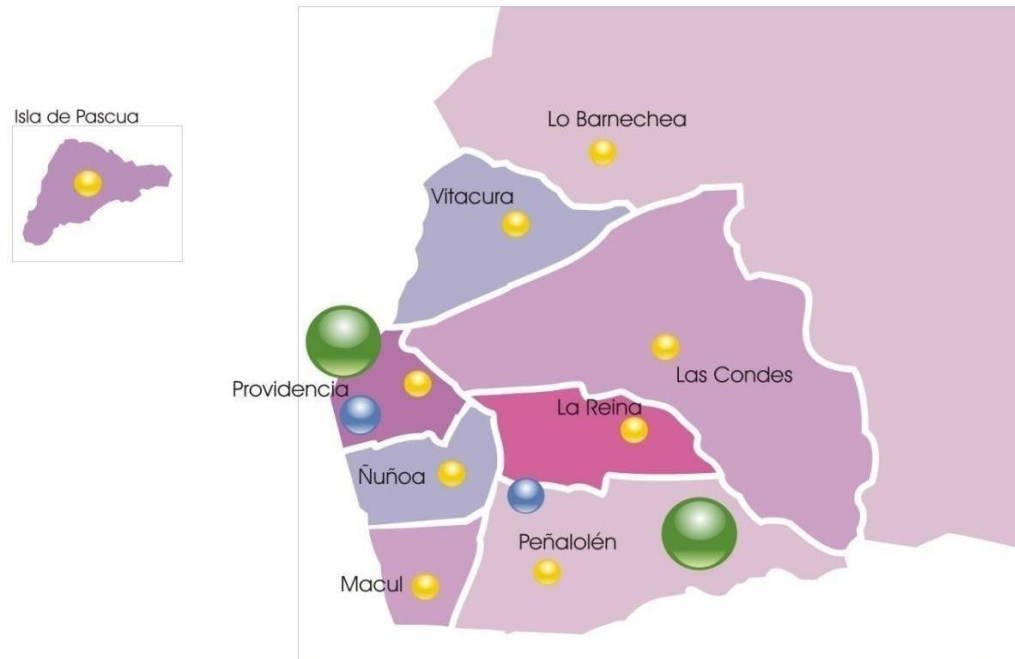 Isla de Pascua
Lo Barnechea
Vitacura
Las Condes
Providencia
La Reina
Ñuñoa
Peñalolén
Macul